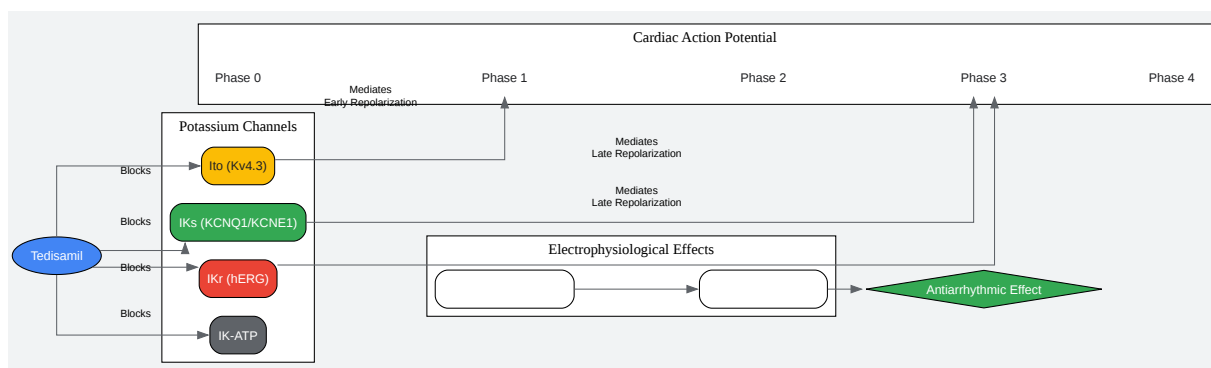 Cardiac Action Potential
Phase 0
Phase 1
Phase 2
Phase 3
Phase 4
Mediates
Early Repolarization
Potassium Channels
Mediates
Late Repolarization
Ito (Kv4.3)
Blocks
Mediates
Late Repolarization
Blocks
IKs (KCNQ1/KCNE1)
Electrophysiological Effects
Tedisamil
Blocks
IKr (hERG)
Antiarrhythmic Effect
Blocks
IK-ATP